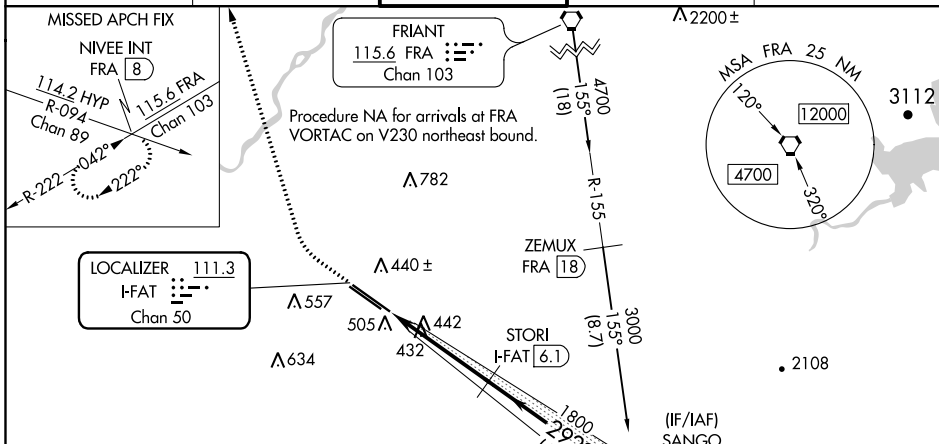 MISSED APCH FIX
NIVEE INT
FRA 8
114.2 HYP
R-094
Chan 89
115.6 FRA
Chan 103
R-222
042°
222°
FRIANT
115.6 FRA
Chan 103
Procedure NA for arrivals at FRA
VORTAC on V230 northeast bound.
4700
155°
(18)
R-155
2200 ±
MSA FRA 25 NM
120°
12000
4700
320°
3112
782
ZEMUX
FRA 18
LOCALIZER 111.3
I-FAT
Chan 50
440 ±
557
505
442
432
634
STORI
I-FAT 6.1
3000
155°
(8.7)
2108
1800
(IF/IAF)
SANGO